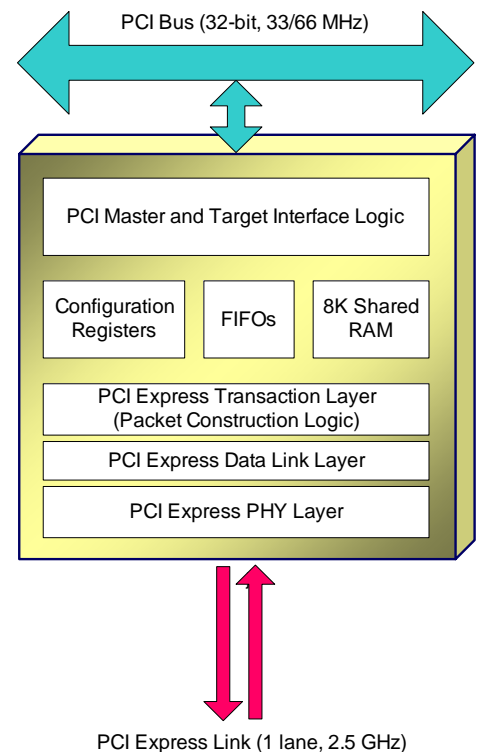 PCI Bus (32-bit, 33/66 MHz)
PCI Master and Target Interface Logic
Configuration
Registers
FIFOs
8K Shared
RAM
PCI Express Transaction Layer
(Packet Construction Logic)
PCI Express Data Link Layer
PCI Express PHY Layer
PCI Express Link (1 lane, 2.5 GHz)